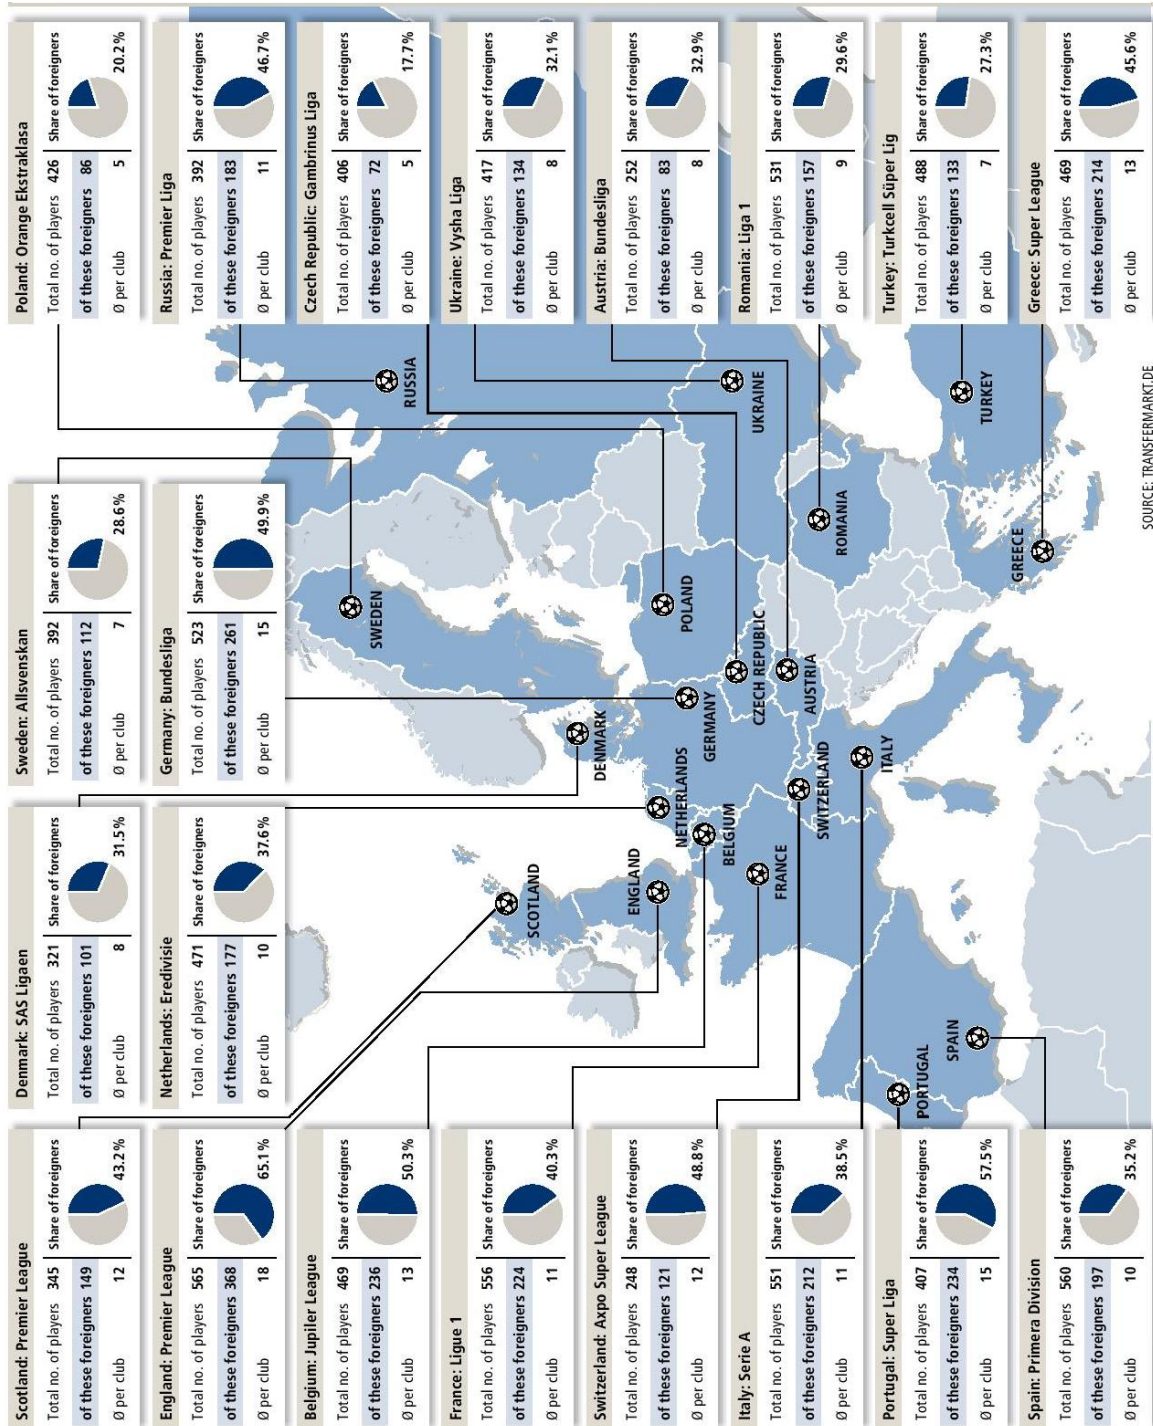 Scotland: Premier League
Total no. of players 345
Share of foreigners
of these foreigners 149
Ø per club 12
43.2%
England: Premier League
Total no. of players 565
Share of foreigners
of these foreigners 368
Ø per club 18
65.1%
Belgium: Jupiler League
Total no. of players 469
Share of foreigners
of these foreigners 236
Ø per club 13
50.3%
France: Ligue 1
Total no. of players 556
Share of foreigners
of these foreigners 224
Ø per club 11
40.3%
Switzerland: Axpo Super League
Total no. of players 248
Share of foreigners
of these foreigners 121
Ø per club 12
48.8%
Italy: Serie A
Total no. of players 551
Share of foreigners
of these foreigners 212
Ø per club 11
38.5%
Portugal: Super Liga
Total no. of players 407
Share of foreigners
of these foreigners 234
Ø per club 15
57.5%
Spain: Primera Division
Total no. of players 560
Share of foreigners
of these foreigners 197
Ø per club 10
35.2%
Denmark: SAS Ligaen
Total no. of players 321
Share of foreigners
of these foreigners 101
Ø per club 8
31.5%
Netherlands: Eredivisie
Total no. of players 471
Share of foreigners
of these foreigners 177
Ø per club 10
37.6%
Sweden: Allsvenskan
Total no. of players 392
Share of foreigners
of these foreigners 112
Ø per club 7
28.6%
Germany: Bundesliga
Total no. of players 523
Share of foreigners
of these foreigners 261
Ø per club 15
49.9%
Poland: Orange Ekstraklasa
Total no. of players 426
Share of foreigners
of these foreigners 86
Ø per club 5
20.2%
Russia: Premier Liga
Total no. of players 392
Share of foreigners
of these foreigners 183
Ø per club 11
46.7%
Czech Republic: Gambrinus Liga
Total no. of players 406
Share of foreigners
of these foreigners 72
Ø per club 5
17.7%
Ukraine: Vysha Liga
Total no. of players 417
Share of foreigners
of these foreigners 134
Ø per club 8
32.1%
Austria: Bundesliga
Total no. of players 252
Share of foreigners
of these foreigners 83
Ø per club 8
32.9%
Romania: Liga 1
Total no. of players 531
Share of foreigners
of these foreigners 157
Ø per club 9
29.6%
Turkey: Turkcell Süper Lig
Total no. of players 488
Share of foreigners
of these foreigners 133
Ø per club 7
27.3%
Greece: Super League
Total no. of players 469
Share of foreigners
of these foreigners 214
Ø per club 13
45.6%
SWEDEN
RUSSIA
SCOTLAND
DENMARK
ENGLAND
NETHERLANDS
POLAND
GERMANY
BELGIUM
CZECH REPUBLIC
UKRAINE
FRANCE
AUSTRIA
SWITZERLAND
ROMANIA
ITALY
PORTUGAL
SPAIN
TURKEY
GREECE
SOURCE: TRANSFERMARKT.DE